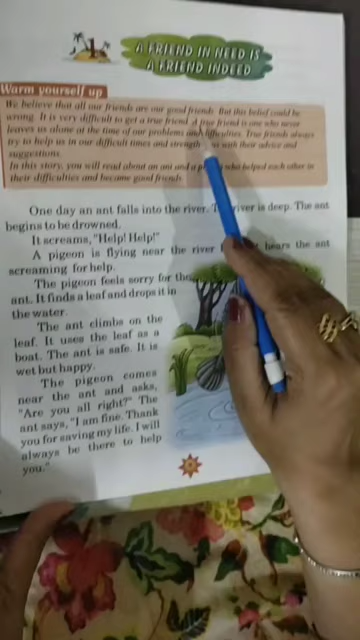 1
A FRIEND IN NEED IS
A FRIEND INDEED
Warm yourself up
We believe that all our friends are our good friends. But this belief could be
wrong. It is very difficult to get a true friend. A true friend is one who never
leaves us alone at the time of our problems and difficulties. True friends always
try to help us in our difficult times and strength us with their advice and
suggestions.
In this story, you will read about an ant and a who helped each other in
their difficulties and became good friends.
One day an ant falls into the river. river is deep. The ant
begins to be drowned.
It screams, "Help! Help!"
A pigeon is flying near the river hears the ant
screaming for help.
The pigeon feels sorry for the
ant. It finds a leaf and drops it in
the water.
The ant climbs on the
leaf. It uses the leaf as a
boat. The ant is safe. It is
wet but happy.
The pigeon comes
near the ant and asks,
"Are you all right?" The
ant says, "I am fine. Thank
you for saving my life. I will
always be there to help
you."